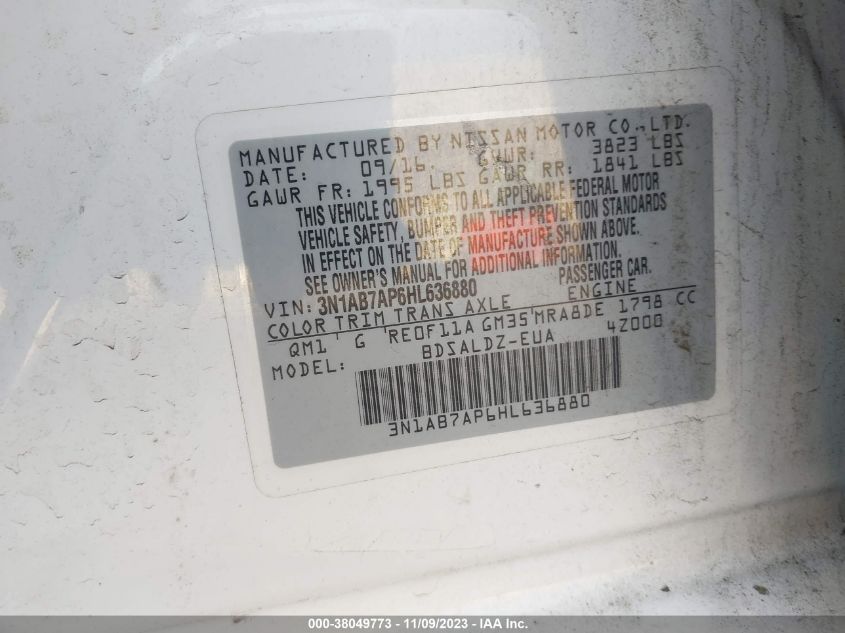 MANUFACTURED BY NISSAN MOTOR CO., LTD.
DATE: 09/16. GVWR: 3823 LBS
GAWR FR: 1995 LBS GAWR RR: 1841 LBS
THIS VEHICLE CONFORMS TO ALL APPLICABLE FEDERAL MOTOR
VEHICLE SAFETY, BUMPER AND THEFT PREVENTION STANDARDS
IN EFFECT ON THE DATE OF MANUFACTURE SHOWN ABOVE.
SEE OWNER'S MANUAL FOR ADDITIONAL INFORMATION.
VIN: 3N1AB7AP6HL636880 PASSENGER CAR.
COLOR TRIM TRANS AXLE ENGINE
QM1 G RE0F11A GM35 MRA8DE 1798 CC
MODEL: BDSALDZ-EUA 4Z000
3N1AB7AP6HL636880
000-38049773 - 11/09/2023 - IAA Inc.